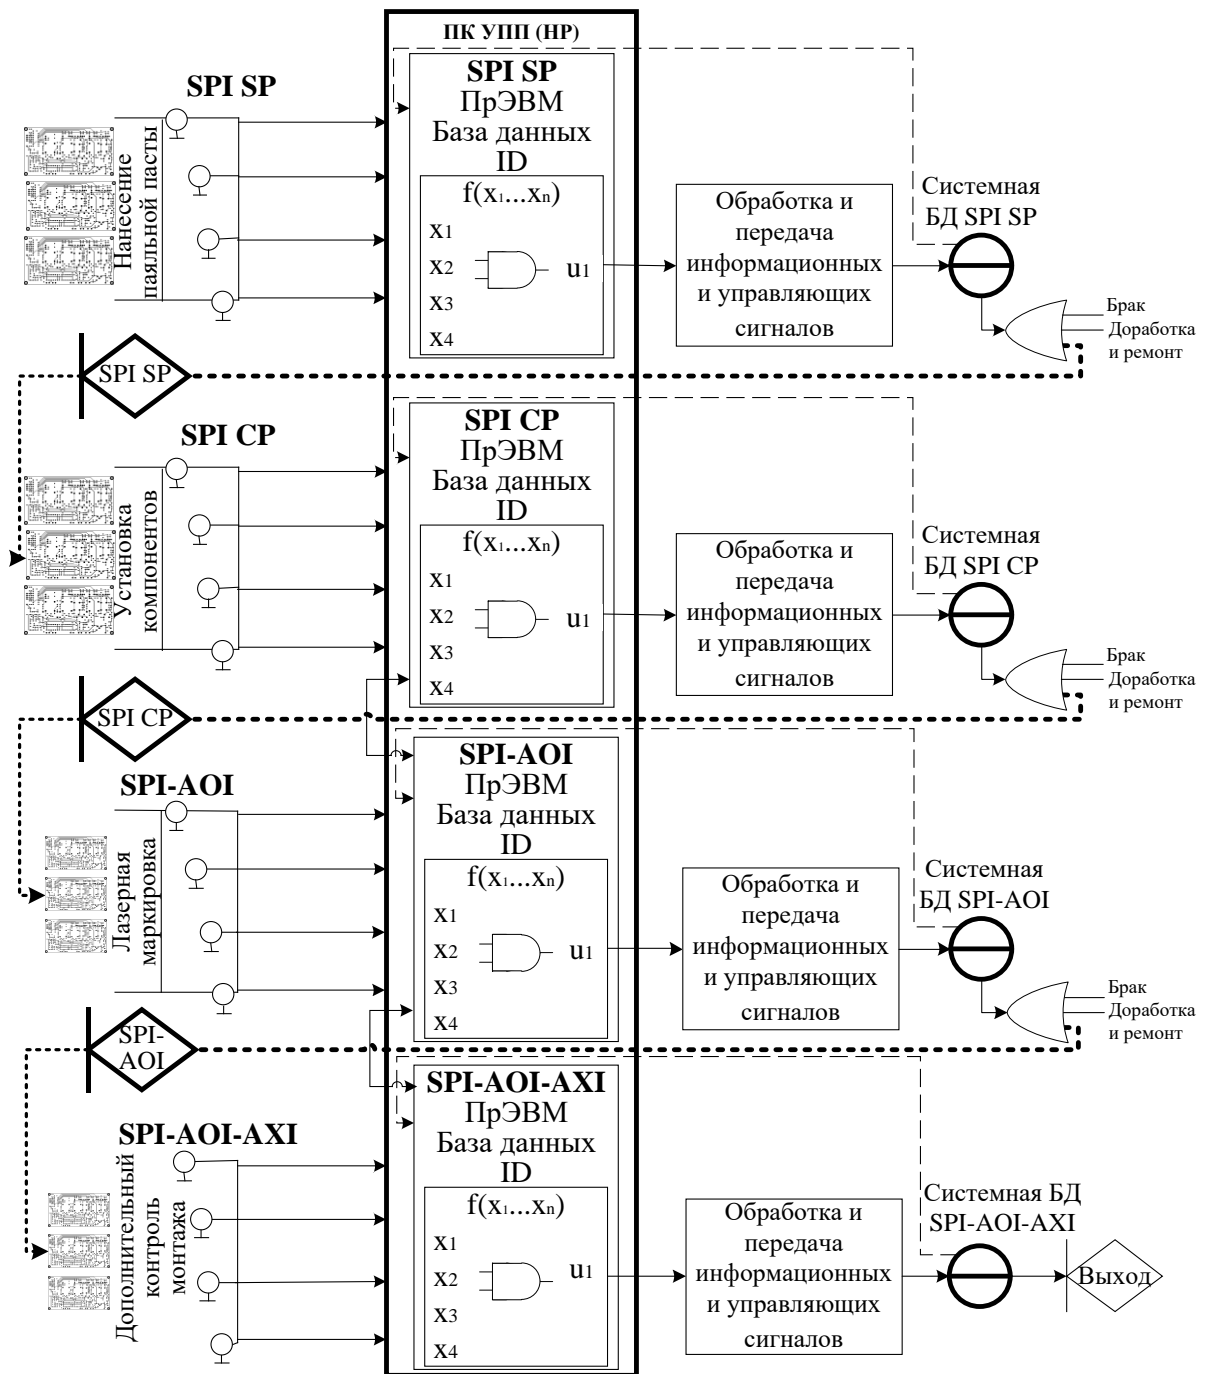 ПК УПП (HP)
SPI SP
Нанесение
паяльной пасты
SPI SP
ПрЭВМ
База данных
ID
f(x1...xn)
x1
x2
x3
x4
u1
Обработка и
передача
информационных
и управляющих
сигналов
Системная
БД SPI SP
Брак
Доработка
и ремонт
SPI SP
SPI CP
Установка
компонентов
SPI CP
ПрЭВМ
База данных
ID
f(x1...xn)
x1
x2
x3
x4
u1
Обработка и
передача
информационных
и управляющих
сигналов
Системная
БД SPI CP
Брак
Доработка
и ремонт
SPI CP
SPI-AOI
Лазерная
маркировка
SPI-AOI
ПрЭВМ
База данных
ID
f(x1...xn)
x1
x2
x3
x4
u1
Обработка и
передача
информационных
и управляющих
сигналов
Системная
БД SPI-AOI
Брак
Доработка
и ремонт
SPI-
AOI
SPI-AOI-AXI
Дополнительный
контроль
монтажа
SPI-AOI-AXI
ПрЭВМ
База данных
ID
f(x1...xn)
x1
x2
x3
x4
u1
Обработка и
передача
информационных
и управляющих
сигналов
Системная БД
SPI-AOI-AXI
Выход